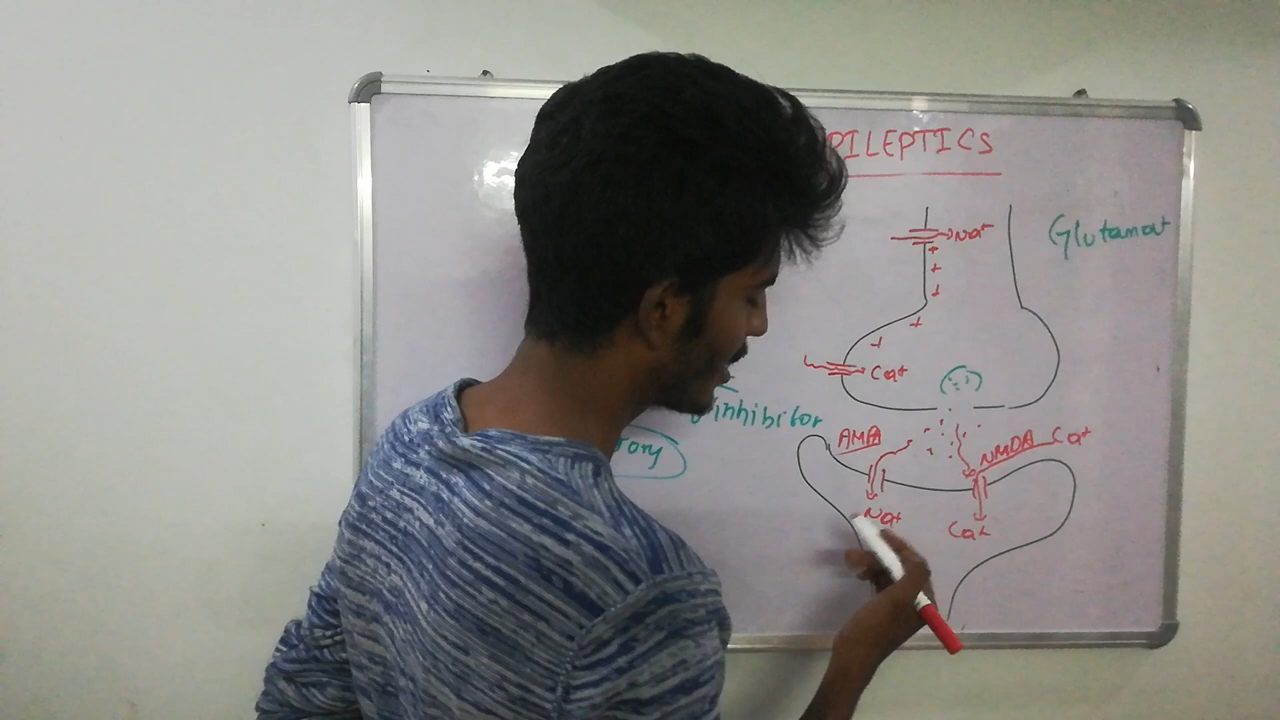 PILEPTICS
Na+
Glutamat
Ca+
inhibitor
tory
AMPA
NMDA Ca+
Na+
Ca+